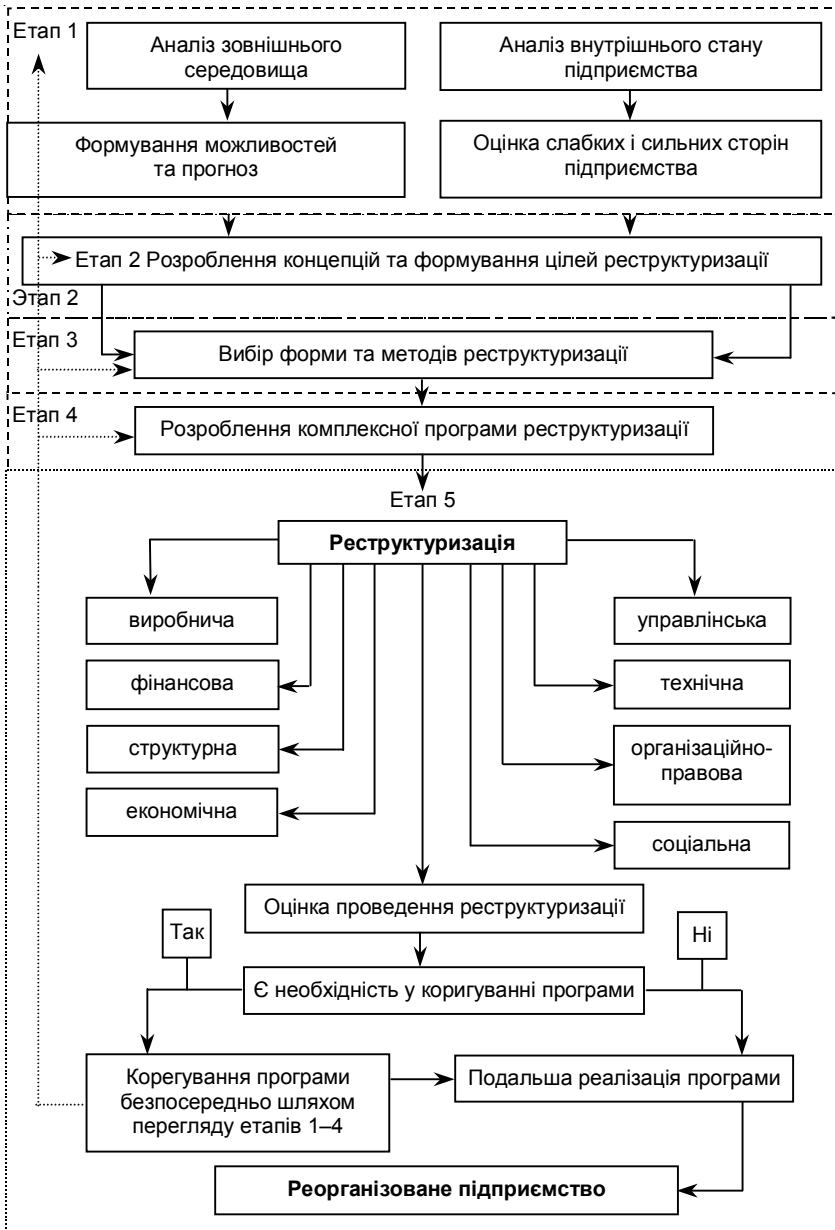 Етап 1
Аналіз зовнішнього
середовища
Аналіз внутрішнього стану
підприємства
Формування можливостей
та прогноз
Оцінка слабких і сильних сторін
підприємства
Етап 2 Розроблення концепцій та формування цілей реструктуризації
Этап 2
Етап 3
Вибір форми та методів реструктуризації
Етап 4
Розроблення комплексної програми реструктуризації
Етап 5
Реструктуризація
виробнича
управлінська
фінансова
технічна
структурна
організаційно-
правова
економічна
соціальна
Оцінка проведення реструктуризації
Так
Ні
Є необхідність у коригуванні програми
Корегування програми
безпосередньо шляхом
перегляду етапів 1–4
Подальша реалізація програми
Реорганізоване підприємство